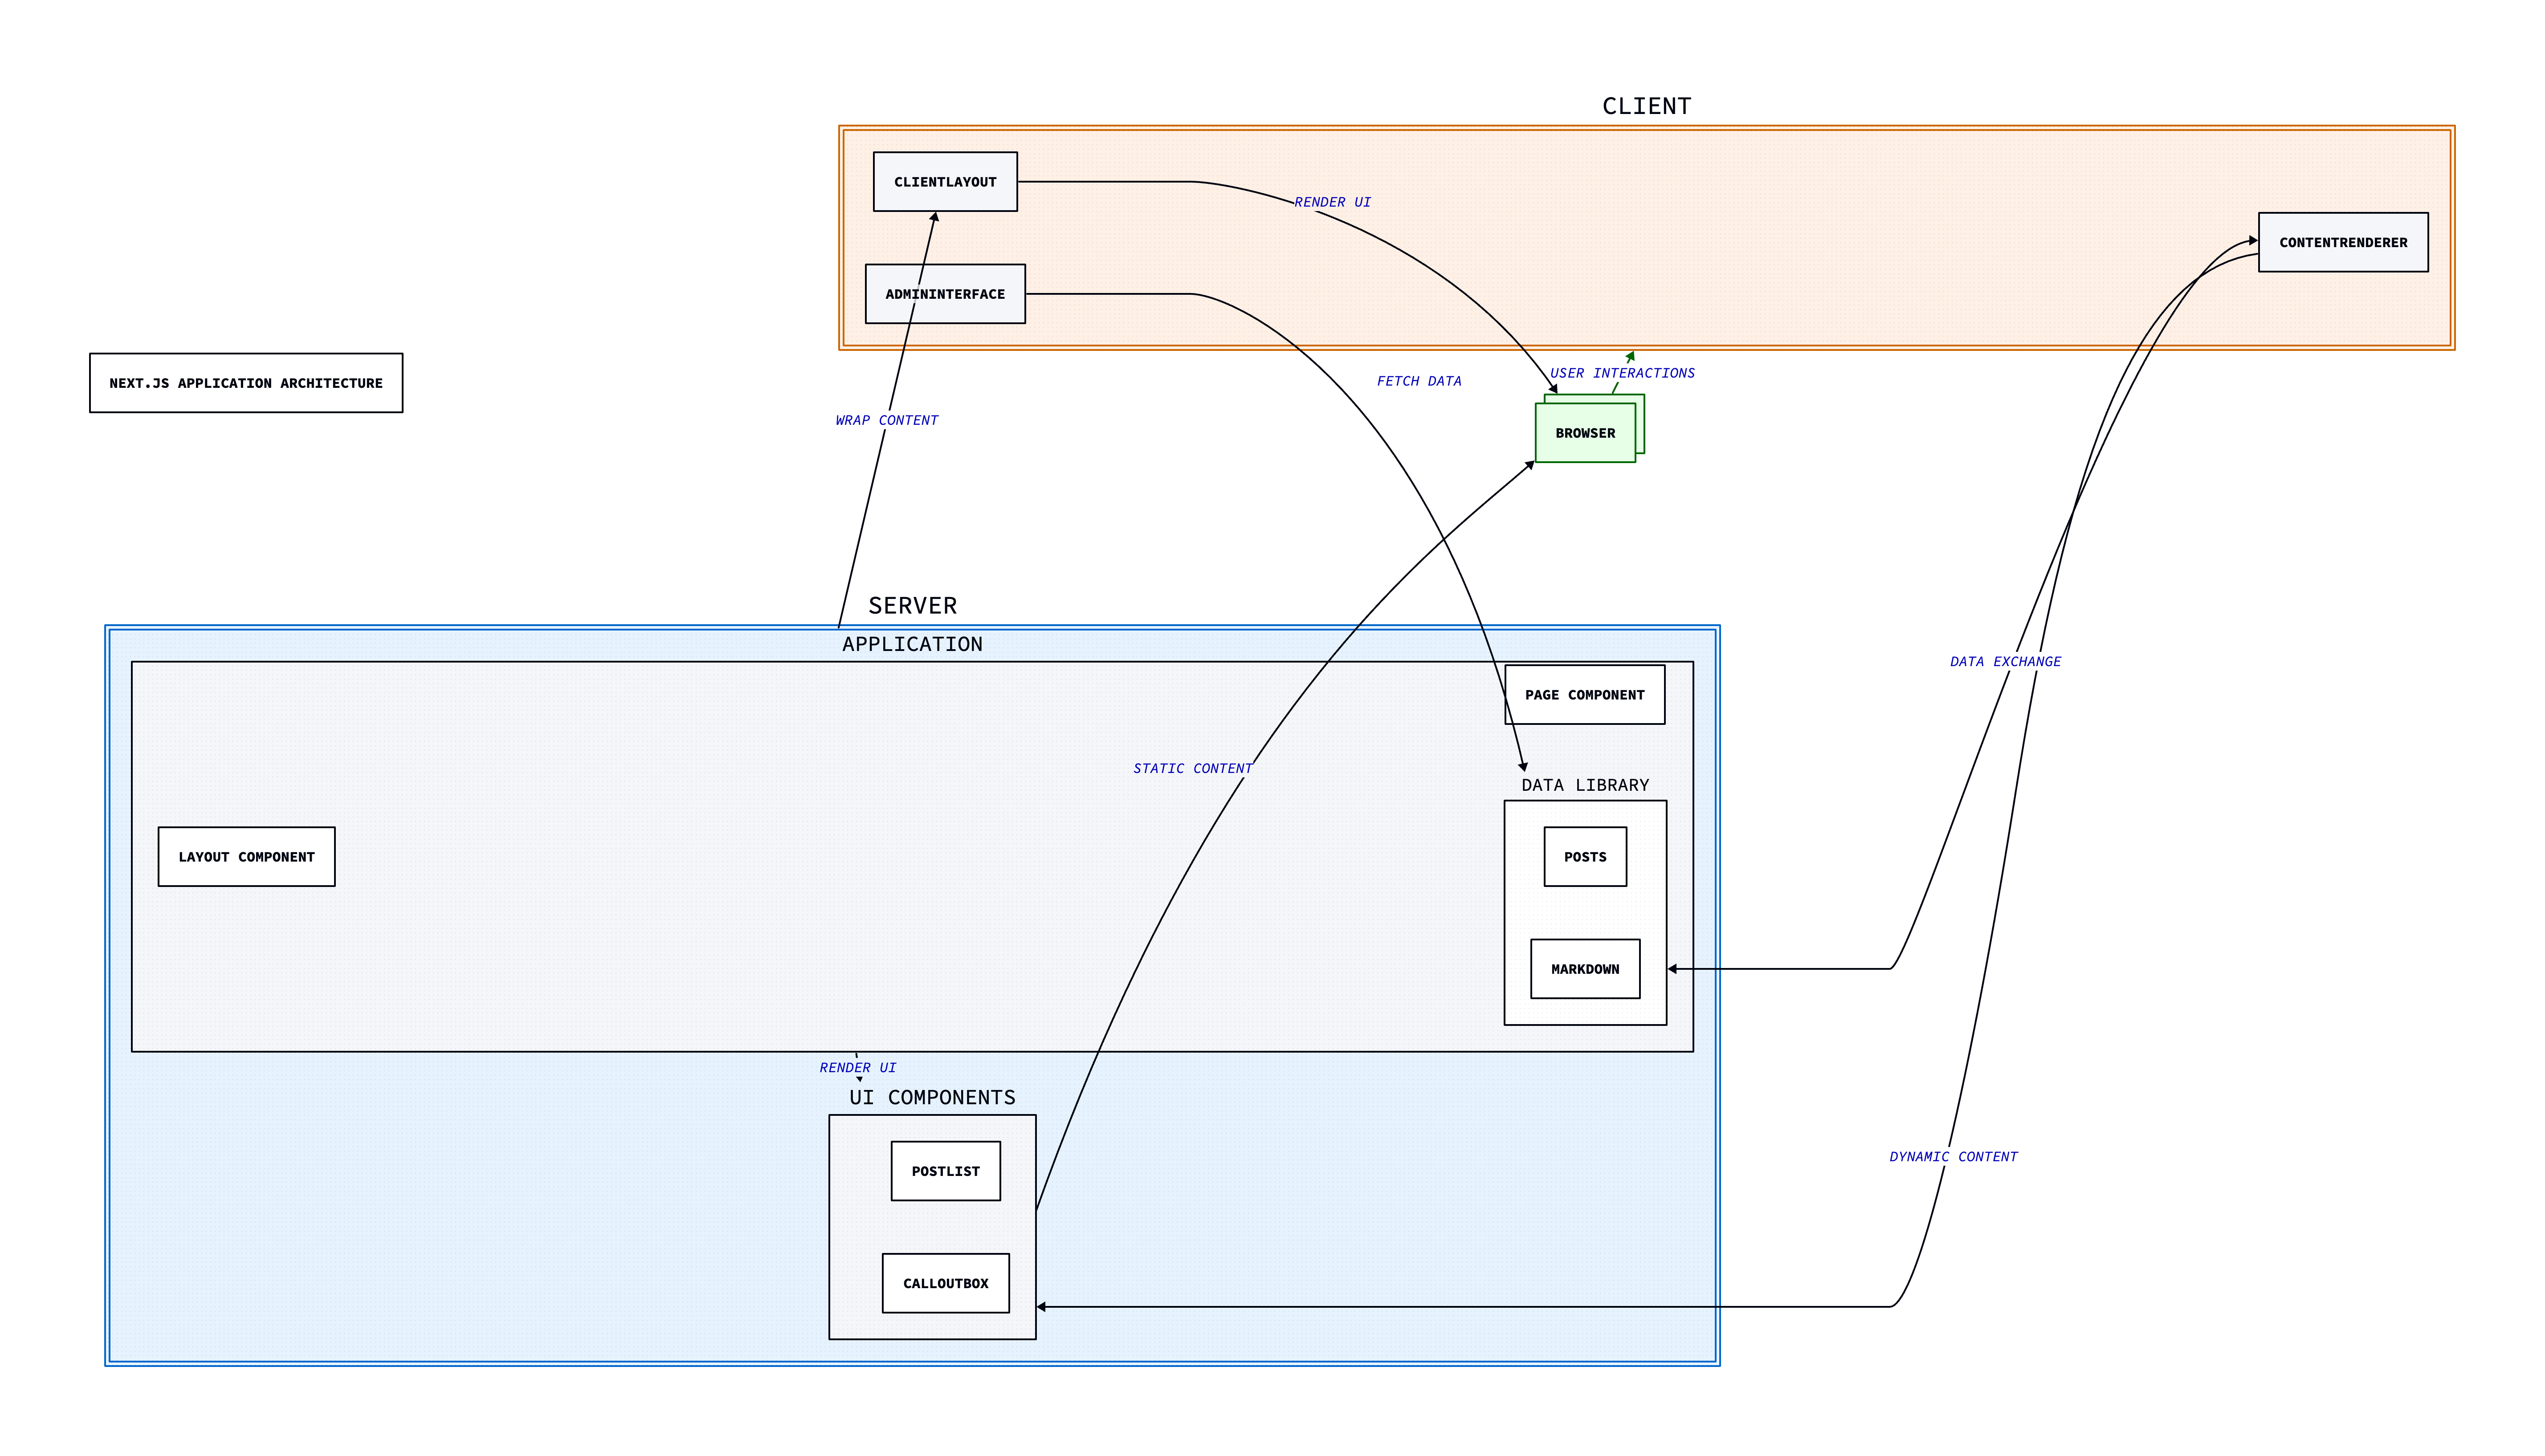 CLIENT
CLIENTLAYOUT
RENDER UI
CONTENTRENDERER
ADMININTERFACE
NEXT.JS APPLICATION ARCHITECTURE
FETCH DATA
USER INTERACTIONS
WRAP CONTENT
BROWSER
SERVER
APPLICATION
DATA EXCHANGE
PAGE COMPONENT
STATIC CONTENT
DATA LIBRARY
LAYOUT COMPONENT
POSTS
MARKDOWN
RENDER UI
UI COMPONENTS
DYNAMIC CONTENT
POSTLIST
CALLOUTBOX